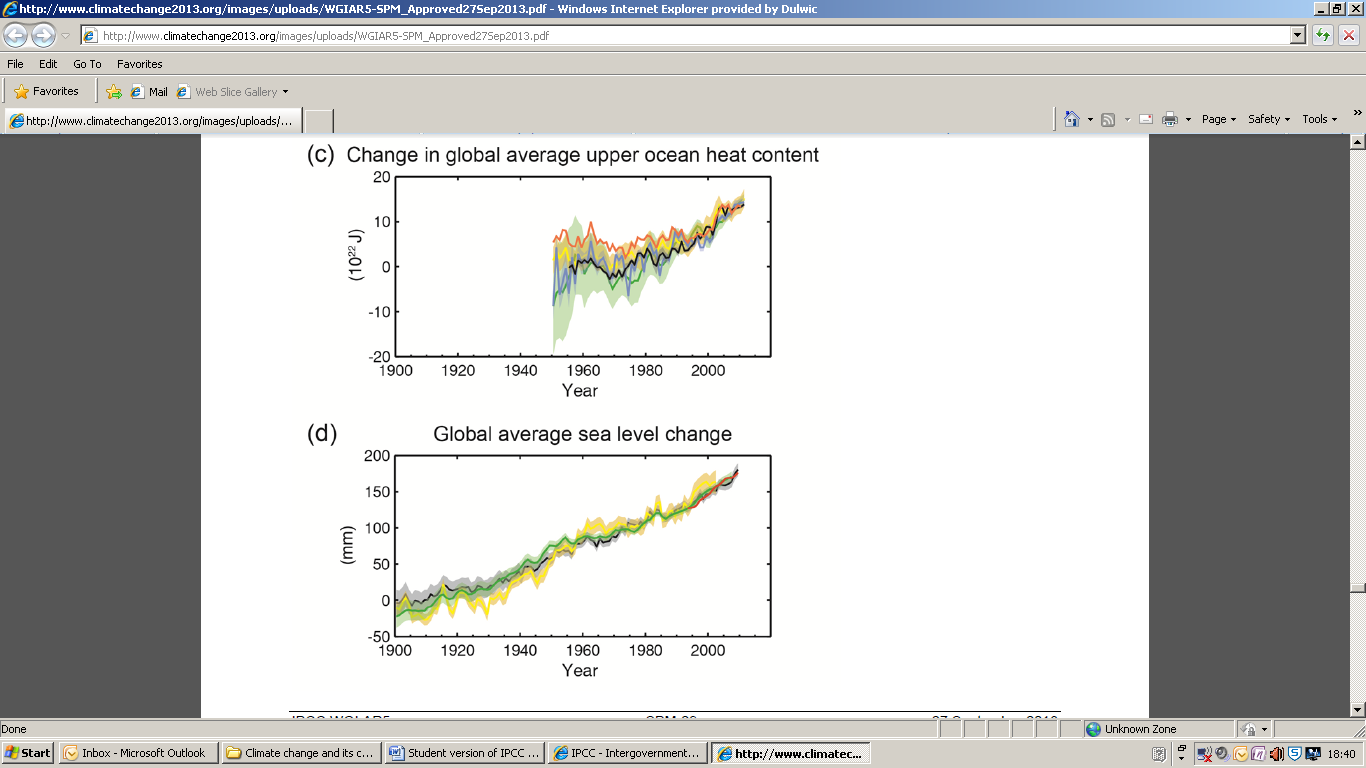 http://www.climatechange2013.org/images/uploads/WGIAR5-SPM_Approved27Sep2013.pdf - Windows Internet Explorer provided by Dulwic
http://www.climatechange2013.org/images/uploads/WGIAR5-SPM_Approved27Sep2013.pdf
File Edit Go To Favorites
Favorites Mail Web Slice Gallery
http://www.climatechange2013.org/images/uploads/... Page Safety Tools »
(c) Change in global average upper ocean heat content
20
10
0
-10
-20
(10²² J)
1900 1920 1940 1960 1980 2000
Year
(d) Global average sea level change
200
150
100
50
0
-50
(mm)
1900 1920 1940 1960 1980 2000
Year
Done Unknown Zone
Start Inbox - Microsoft Outlook Climate change and its c... Student version of IPCC ... IPCC - Intergovernment... http://www.climatec... 18:40